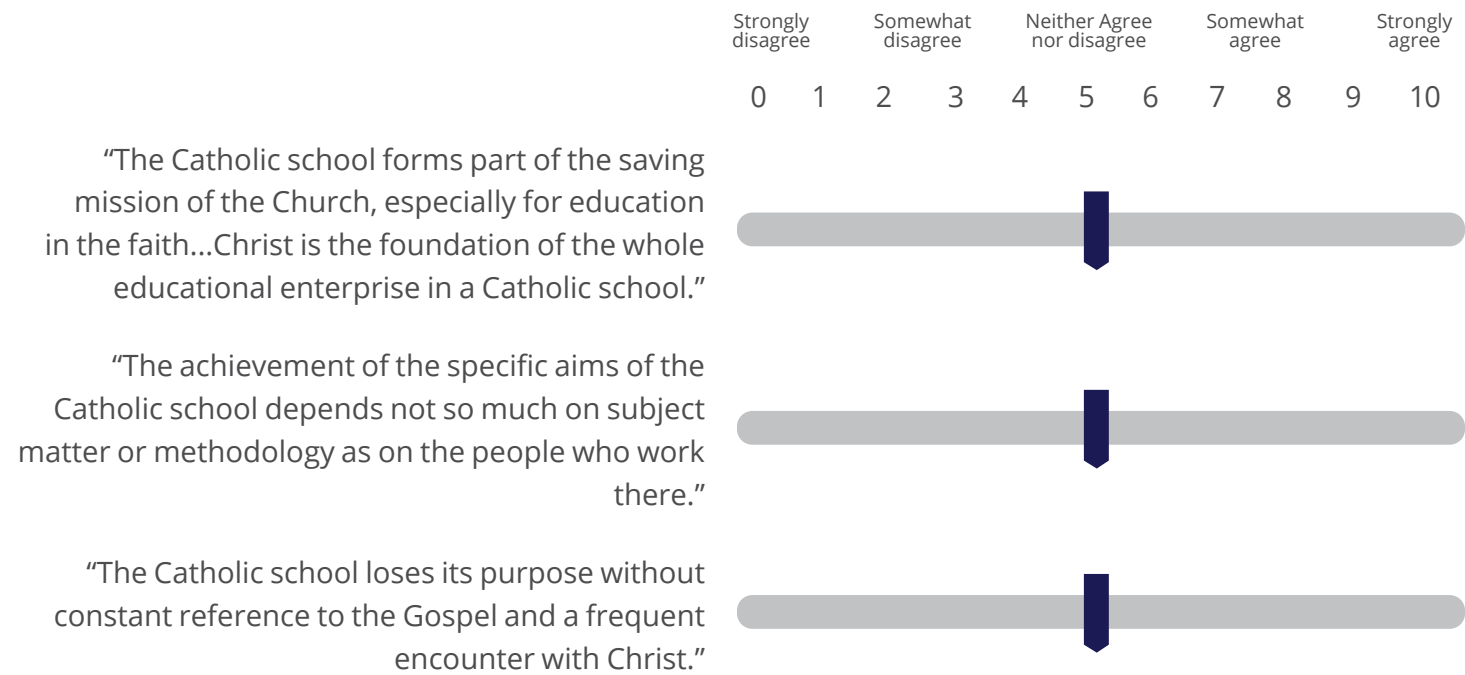 Strongly disagree
Somewhat disagree
Neither Agree nor disagree
Somewhat agree
Strongly agree
0 1 2 3 4 5 6 7 8 9 10
“The Catholic school forms part of the saving
mission of the Church, especially for education
in the faith...Christ is the foundation of the whole
educational enterprise in a Catholic school.”
“The achievement of the specific aims of the
Catholic school depends not so much on subject
matter or methodology as on the people who work
there.”
“The Catholic school loses its purpose without
constant reference to the Gospel and a frequent
encounter with Christ.”